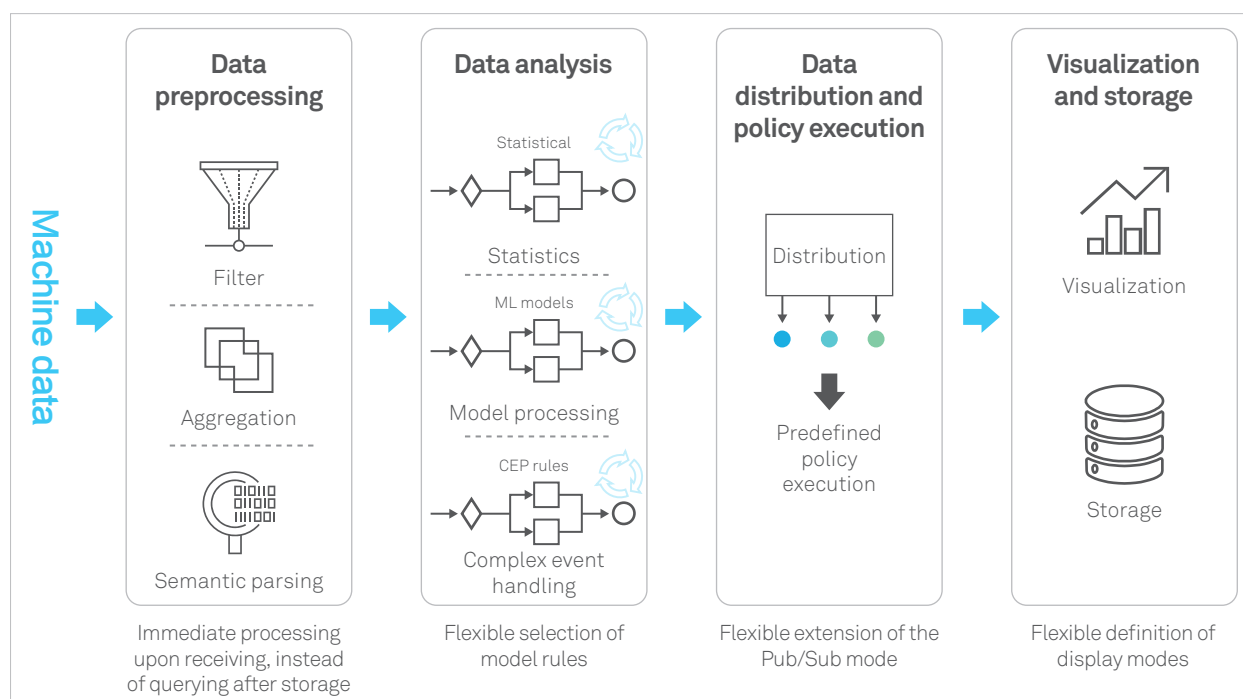 Machine data
Data
preprocessing
Filter
Aggregation
Semantic parsing
Immediate processing
upon receiving, instead
of querying after storage
Data analysis
Statistical
Statistics
ML models
Model processing
CEP rules
Complex event
handling
Flexible selection of
model rules
Data
distribution and
policy execution
Distribution
Predefined
policy
execution
Flexible extension of the
Pub/Sub mode
Visualization
and storage
Visualization
Storage
Flexible definition of
display modes